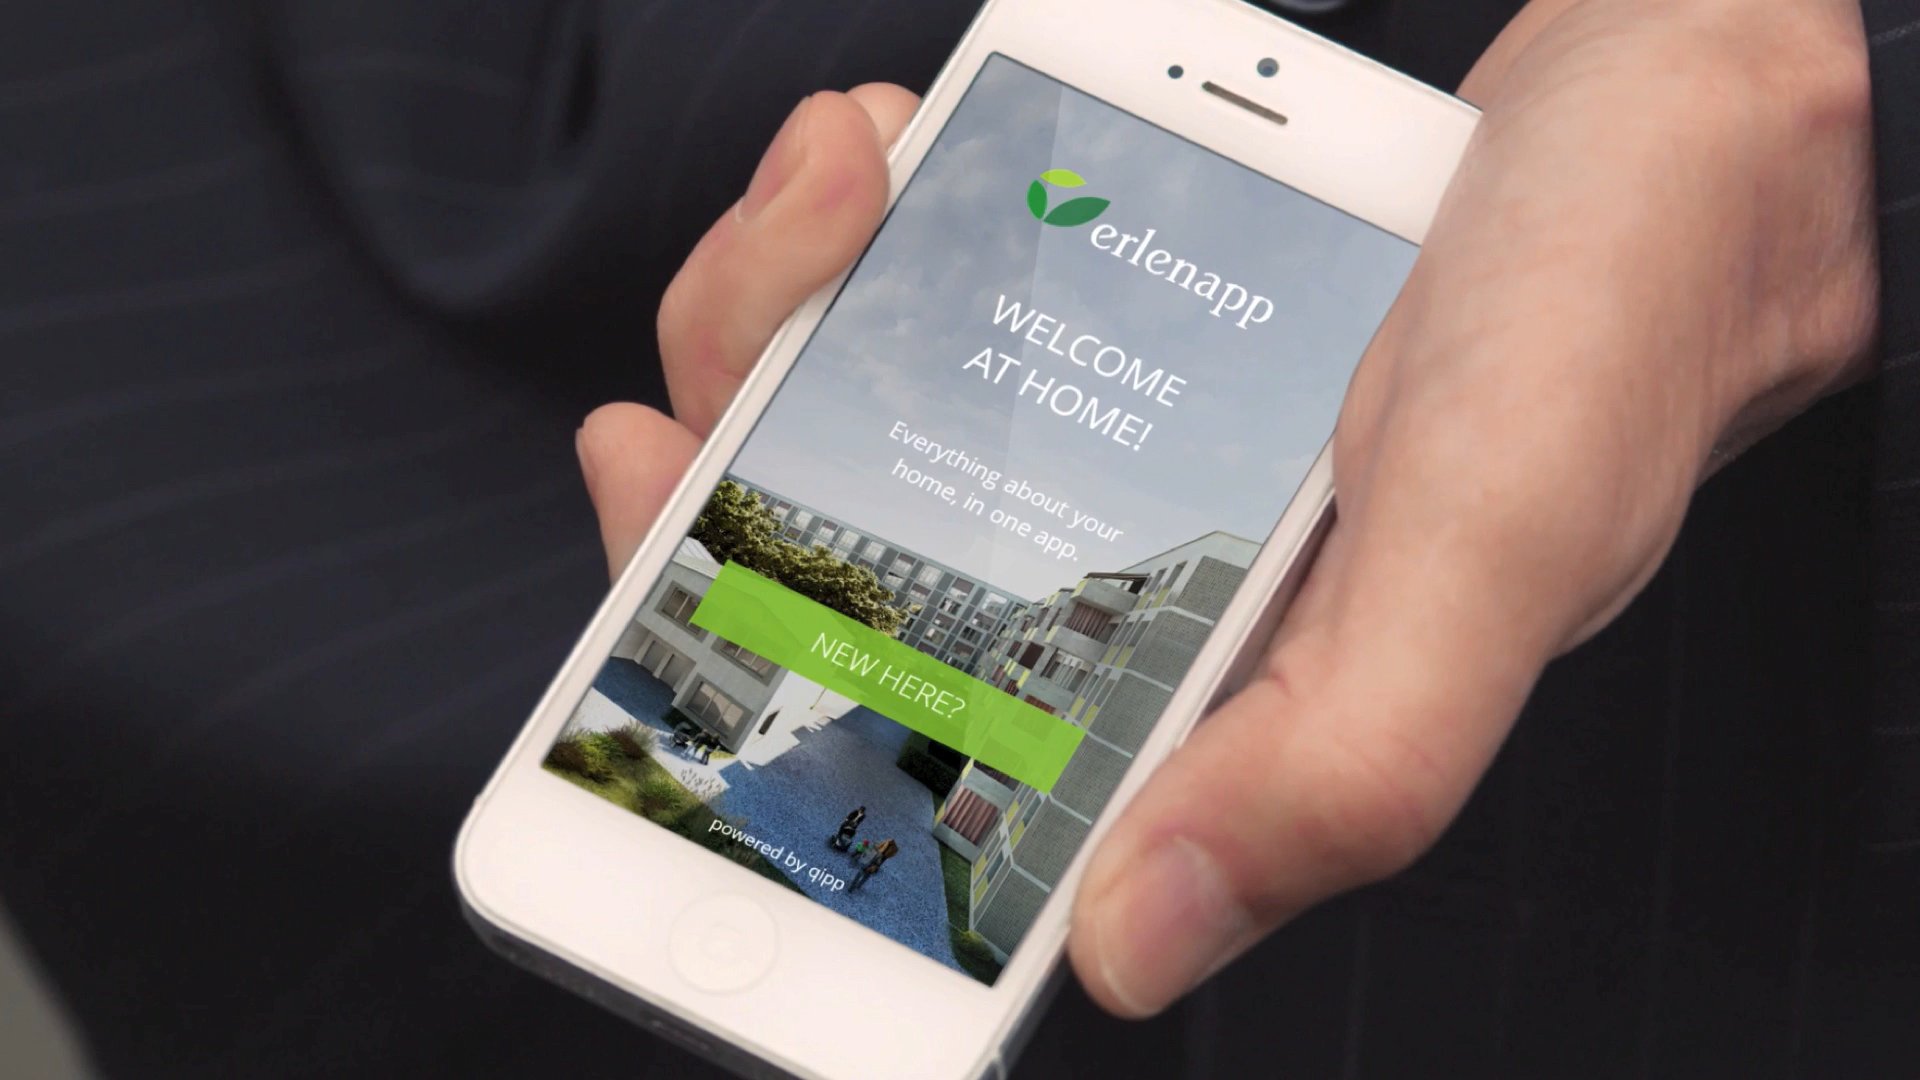 erlenapp
WELCOME
AT HOME!
Everything about your
home, in one app.
NEW HERE?
powered by qipp